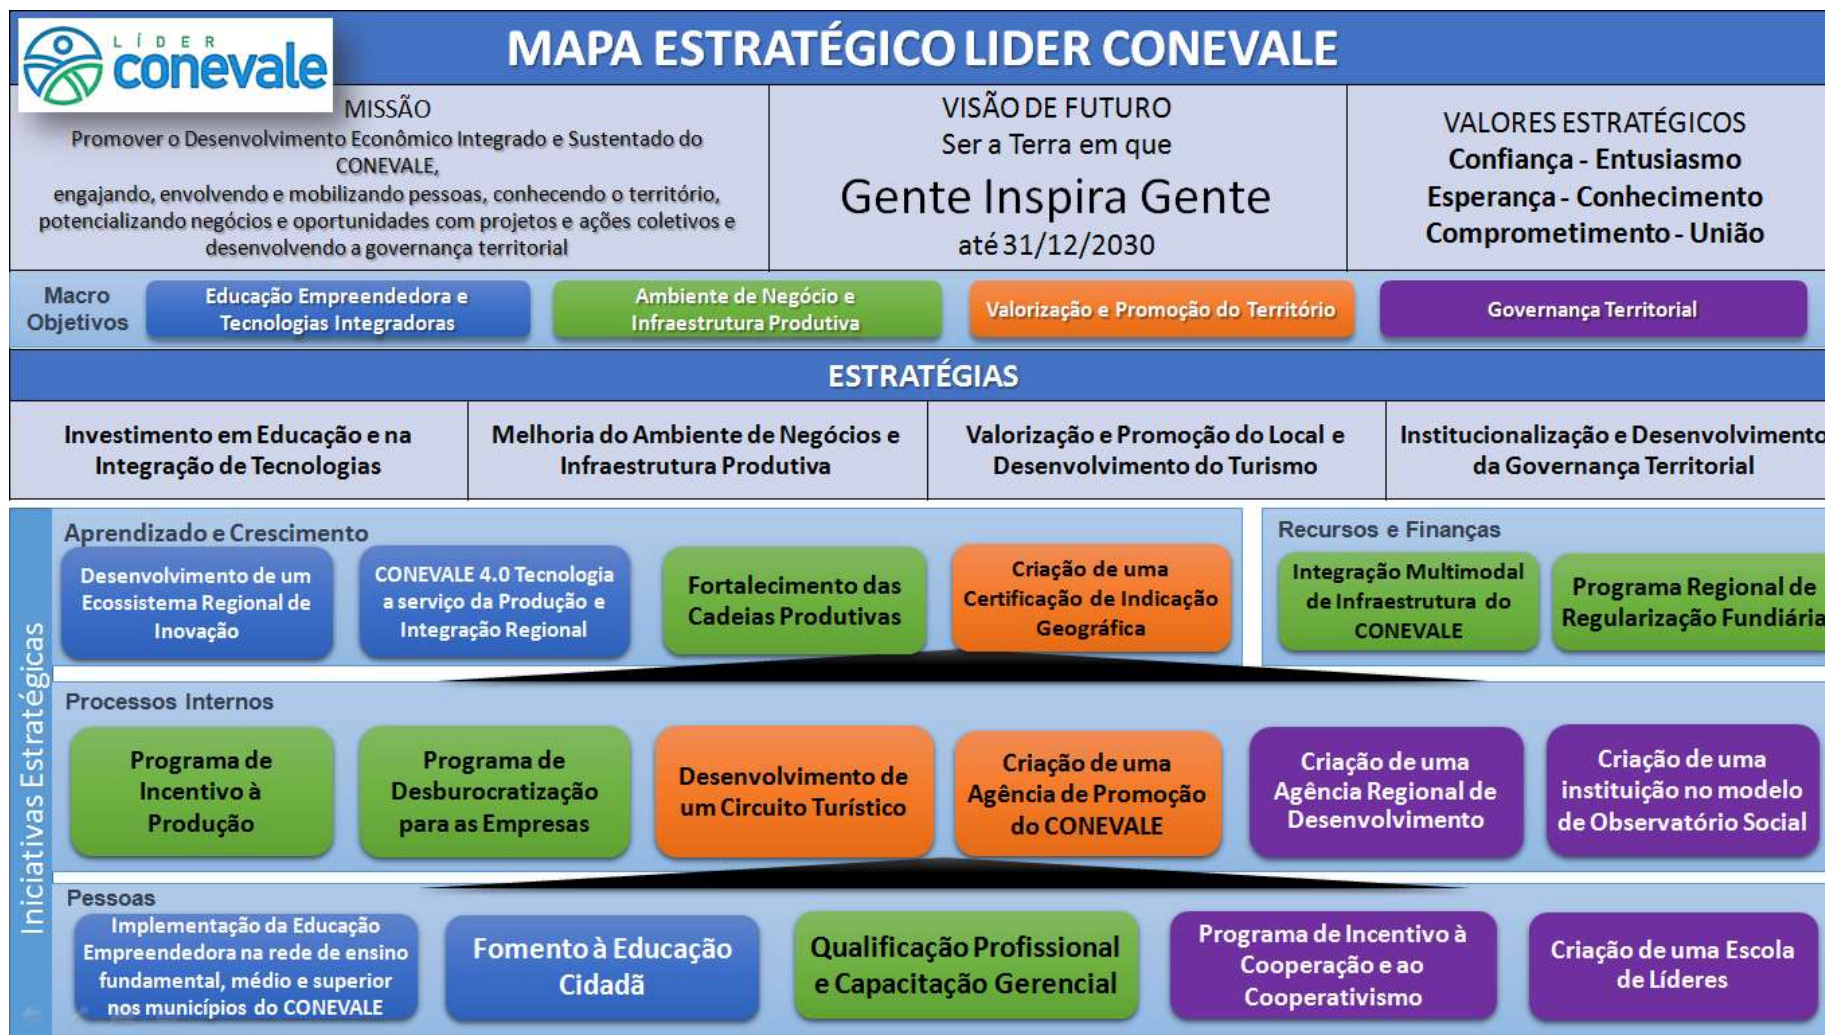 LÍDER
conevale
MAPA ESTRATÉGICO LIDER CONEVALE
MISSÃO
Promover o Desenvolvimento Econômico Integrado e Sustentado do
CONEVALE,
engajando, envolvendo e mobilizando pessoas, conhecendo o território,
potencializando negócios e oportunidades com projetos e ações coletivos e
desenvolvendo a governança territorial
VISÃO DE FUTURO
Ser a Terra em que
Gente Inspira Gente
até 31/12/2030
VALORES ESTRATÉGICOS
Confiança - Entusiasmo
Esperança - Conhecimento
Comprometimento - União
Macro
Objetivos
Educação Empreendedora e
Tecnologias Integradoras
Ambiente de Negócio e
Infraestrutura Produtiva
Valorização e Promoção do Território
Governança Territorial
ESTRATÉGIAS
Investimento em Educação e na
Integração de Tecnologias
Melhoria do Ambiente de Negócios e
Infraestrutura Produtiva
Valorização e Promoção do Local e
Desenvolvimento do Turismo
Institucionalização e Desenvolvimento
da Governança Territorial
Iniciativas Estratégicas
Aprendizado e Crescimento
Desenvolvimento de um
Ecossistema Regional de
Inovação
CONEVALE 4.0 Tecnologia
a serviço da Produção e
Integração Regional
Fortalecimento das
Cadeias Produtivas
Criação de uma
Certificação de Indicação
Geográfica
Recursos e Finanças
Integração Multimodal
de Infraestrutura do
CONEVALE
Programa Regional de
Regularização Fundiária
Processos Internos
Programa de
Incentivo à
Produção
Programa de
Desburocratização
para as Empresas
Desenvolvimento de
um Circuito Turístico
Criação de uma
Agência de Promoção
do CONEVALE
Criação de uma
Agência Regional de
Desenvolvimento
Criação de uma
instituição no modelo
de Observatório Social
Pessoas
Implementação da Educação
Empreendedora na rede de ensino
fundamental, médio e superior
nos municípios do CONEVALE
Fomento à Educação
Cidadã
Qualificação Profissional
e Capacitação Gerencial
Programa de Incentivo à
Cooperação e ao
Cooperativismo
Criação de uma Escola
de Líderes